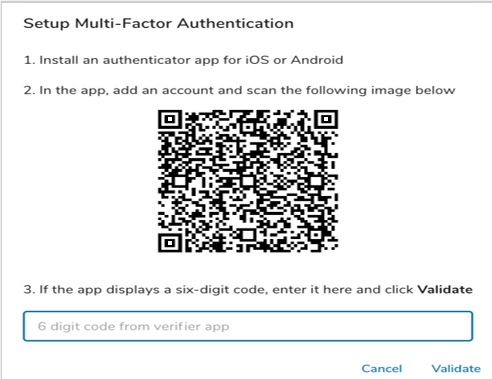 Setup Multi-Factor Authentication
1. Install an authenticator app for iOS or Android
2. In the app, add an account and scan the following image below
3. If the app displays a six-digit code, enter it here and click Validate
6 digit code from verifier app
Cancel Validate